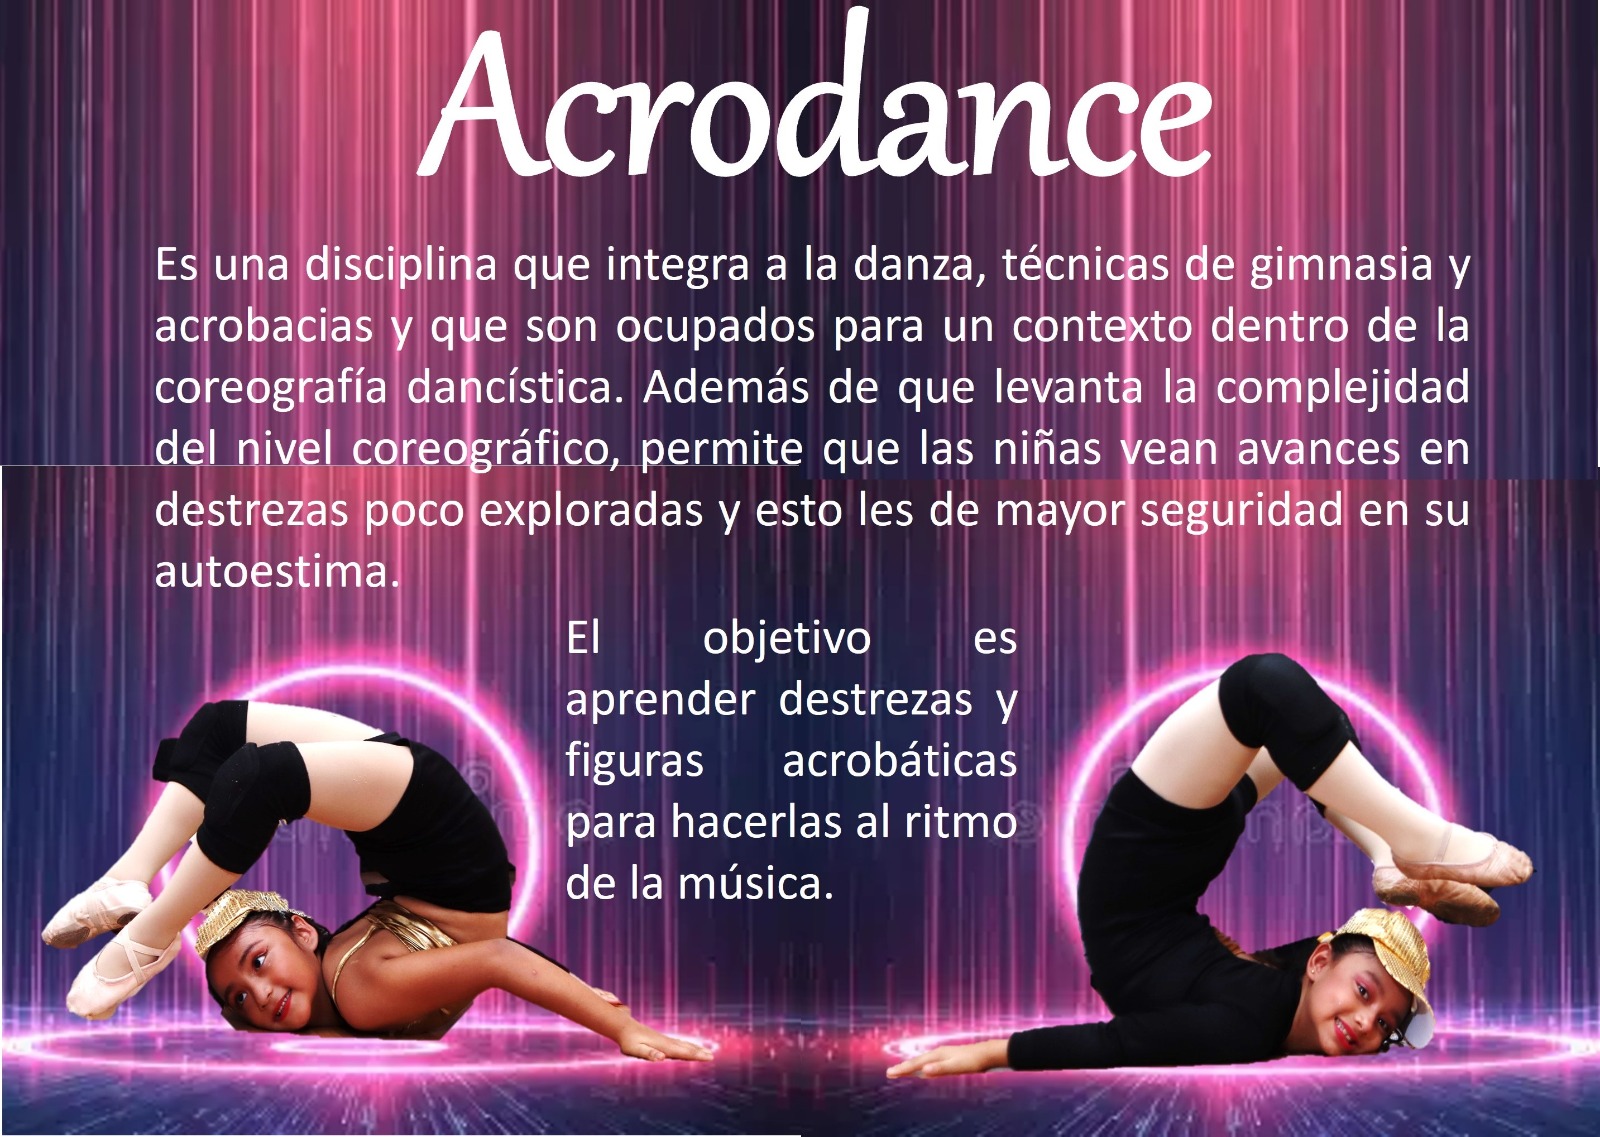 Acrodance
Es una disciplina que integra a la danza, técnicas de gimnasia y
acrobacias y que son ocupados para un contexto dentro de la
coreografía dancística. Además de que levanta la complejidad
del nivel coreográfico, permite que las niñas vean avances en
destrezas poco exploradas y esto les de mayor seguridad en su
autoestima.
El objetivo es
aprender destrezas y
figuras acrobáticas
para hacerlas al ritmo
de la música.